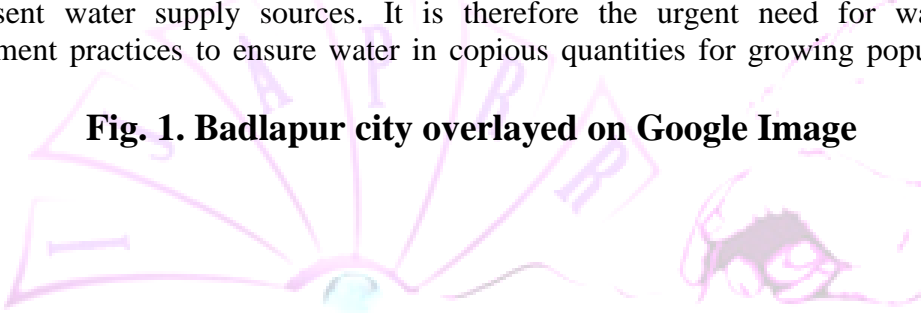 sent water supply sources. It is therefore the urgent need for wa
ment practices to ensure water in copious quantities for growing popu
Fig. 1. Badlapur city overlayed on Google Image
I S A P R R